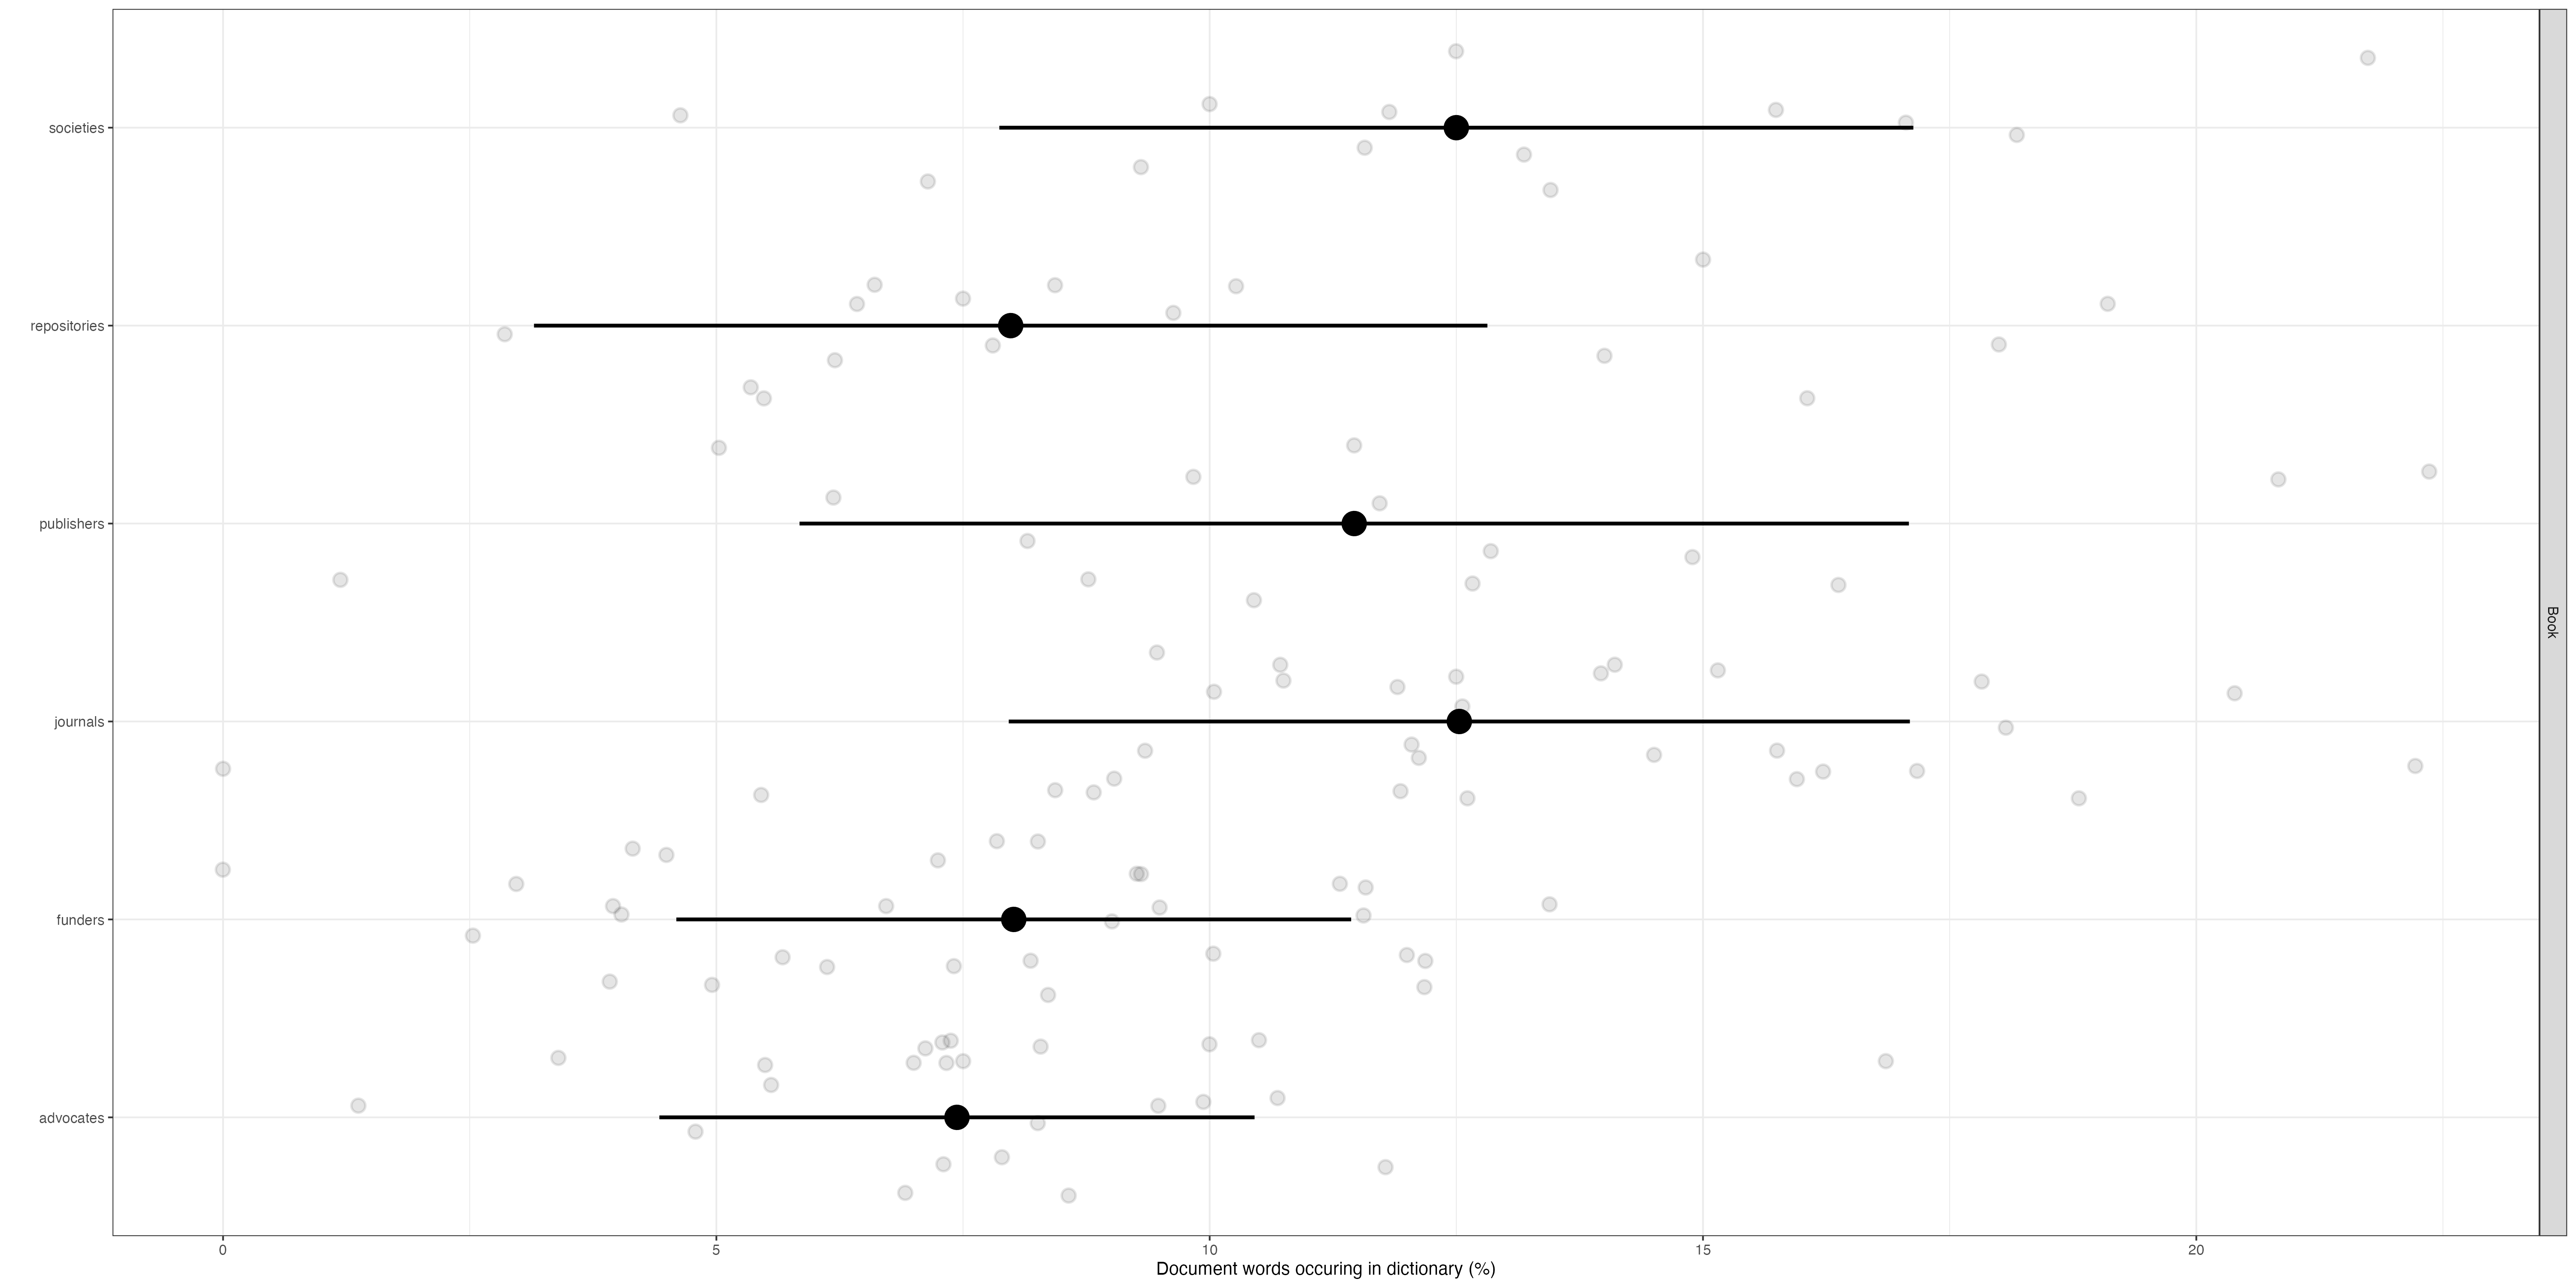 societies
repositories
publishers
journals
funders
advocates
Book
0 5 10 15 20
Document words occuring in dictionary (%)